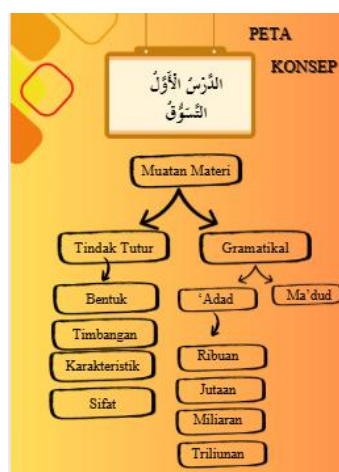 PETA
KONSEP
الدَّرْسُ الْأَوَّلُ
التَّسَوُّقُ
Muatan Materi
Tindak Tutur
Gramatikal
Bentuk
Timbangan
Karakteristik
Sifat
‘Adad
Ma’dud
Ribuan
Jutaan
Miliaran
Triliunan